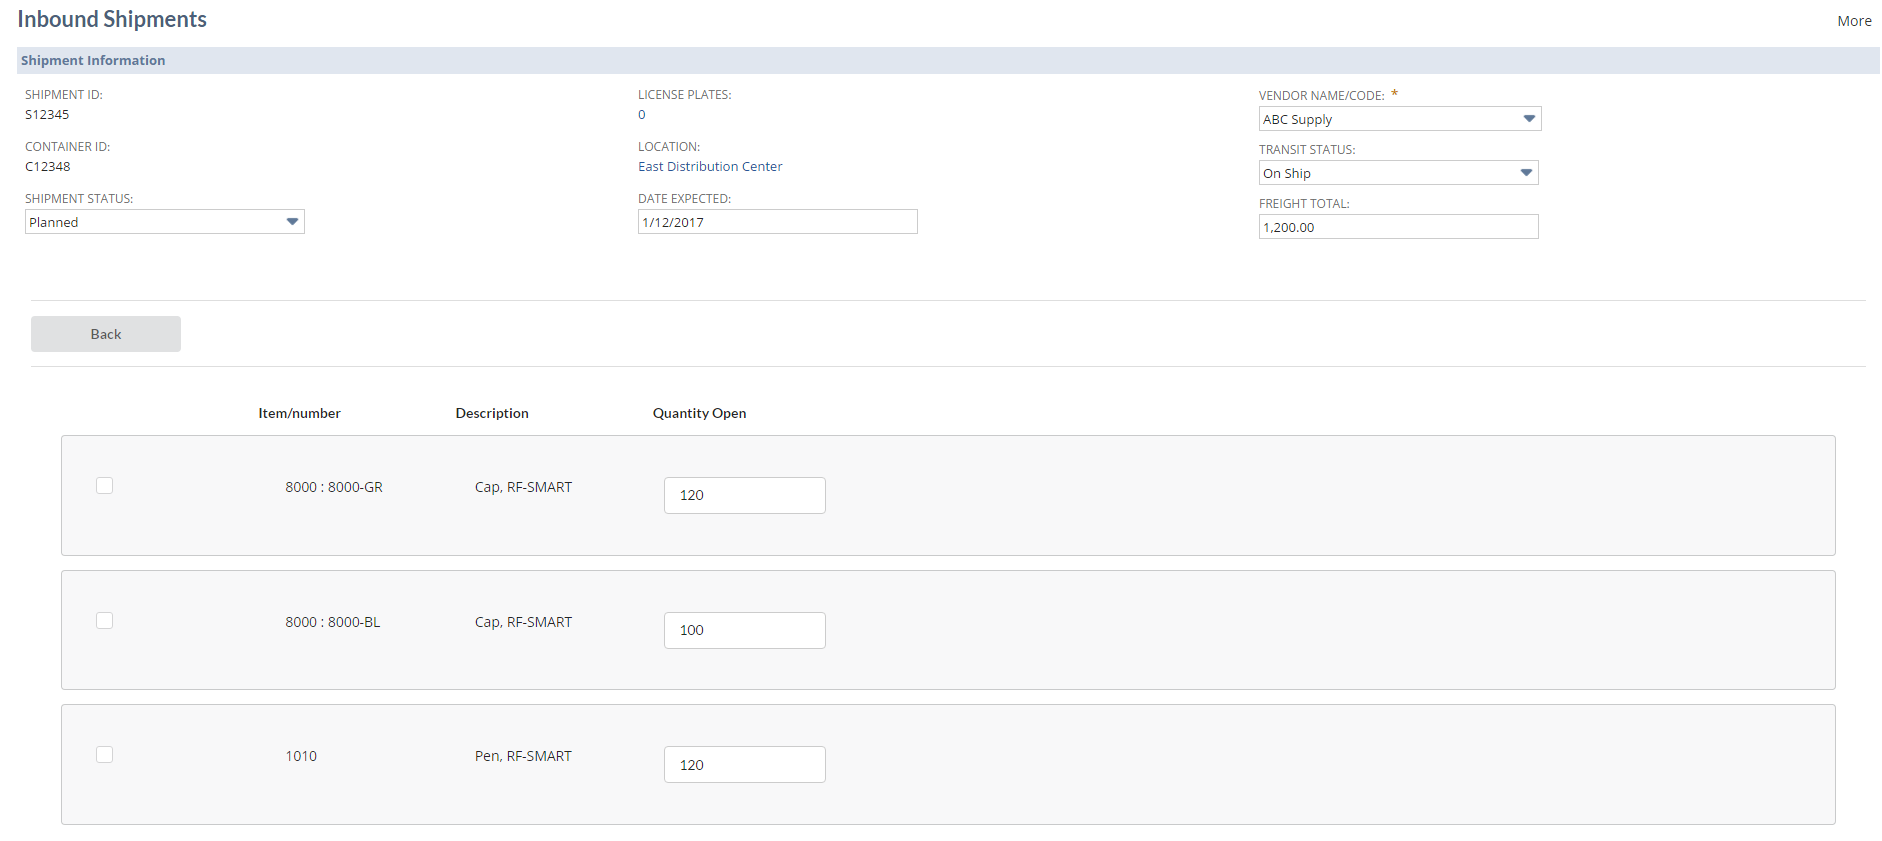 Inbound Shipments
More
Shipment Information
SHIPMENT ID:
S12345
CONTAINER ID:
C12348
SHIPMENT STATUS:
Planned
LICENSE PLATES:
0
LOCATION:
East Distribution Center
DATE EXPECTED:
1/12/2017
VENDOR NAME/CODE: *
ABC Supply
TRANSIT STATUS:
On Ship
FREIGHT TOTAL:
1,200.00
Back
Item/number Description Quantity Open
8000 : 8000-GR Cap, RF-SMART 120
8000 : 8000-BL Cap, RF-SMART 100
1010 Pen, RF-SMART 120